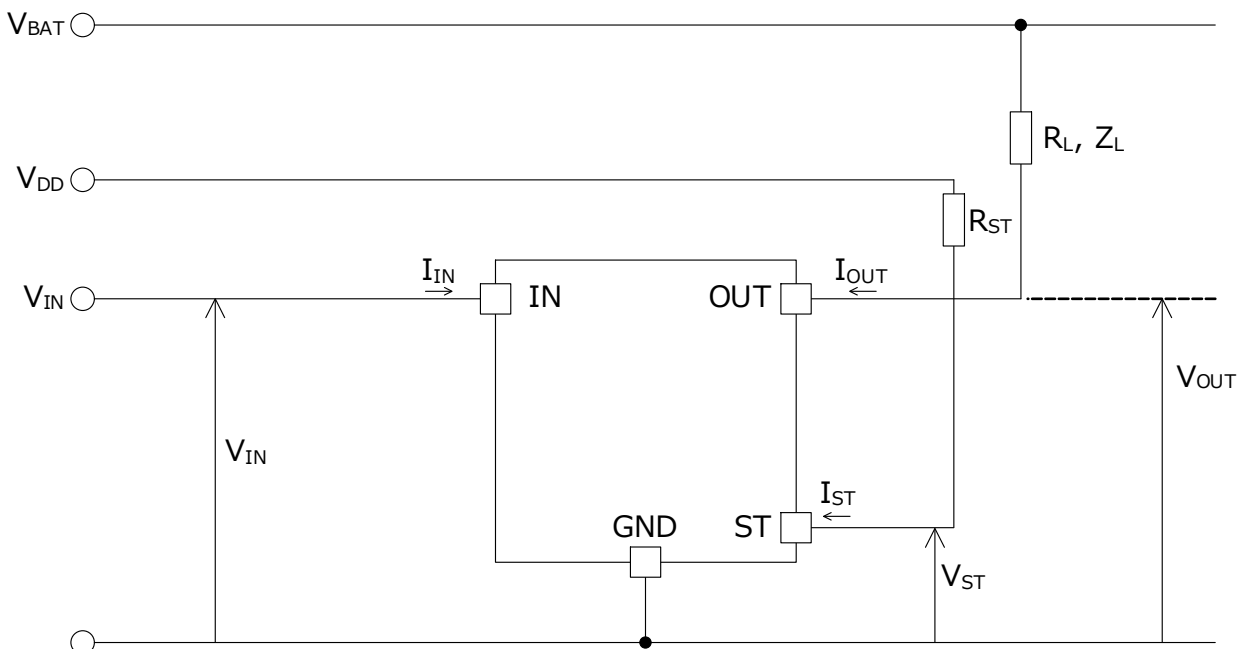 VBAT
RL, ZL
VDD
RST
IIN
IOUT
VIN
IN
OUT
VOUT
VIN
IST
GND
ST
VST